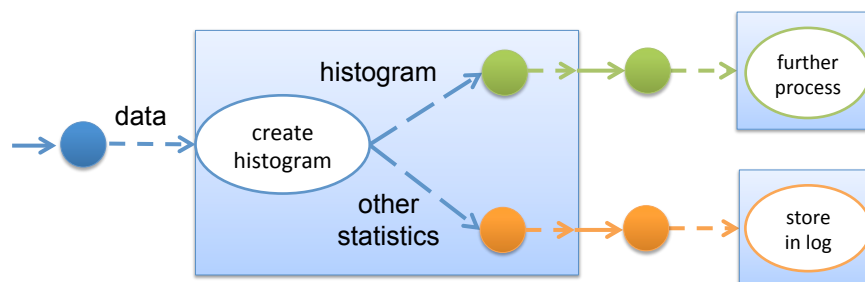 data
create
histogram
histogram
other
statistics
further
process
store
in log